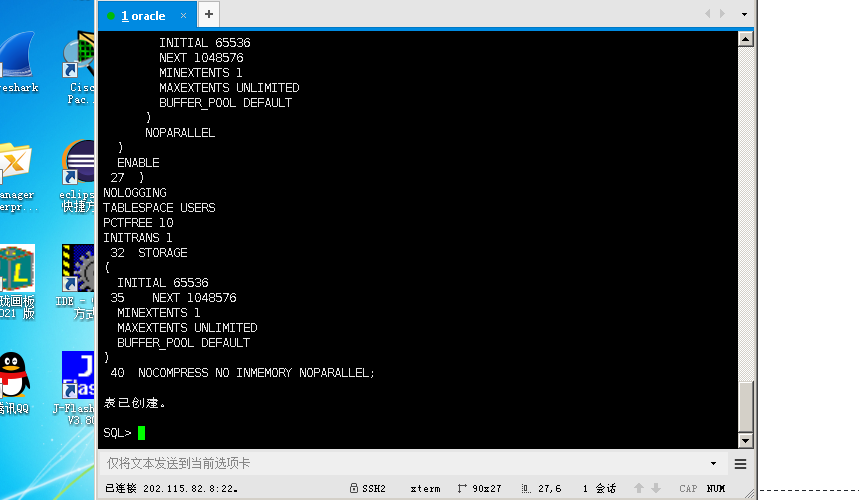 1 oracle
INITIAL 65536
NEXT 1048576
MINEXTENTS 1
MAXEXTENTS UNLIMITED
BUFFER_POOL DEFAULT
)
NOPARALLEL
)
ENABLE
27 )
NOLOGGING
TABLESPACE USERS
PCTFREE 10
INITRANS 1
32 STORAGE
(
INITIAL 65536
35 NEXT 1048576
MINEXTENTS 1
MAXEXTENTS UNLIMITED
BUFFER_POOL DEFAULT
)
40 NOCOMPRESS NO INMEMORY NOPARALLEL;
表已创建。
SQL>
仅将文本发送到当前选项卡
已连接 202.115.82.8:22。 SSH2 xterm 90x27 27,6 1 会话 CAP NUM
eshark
Cisc
Pac..
anager
erpr...
eclips
快捷方
画板
021 版
IDE -
方式
讯QQ
J-Flash
V3.80